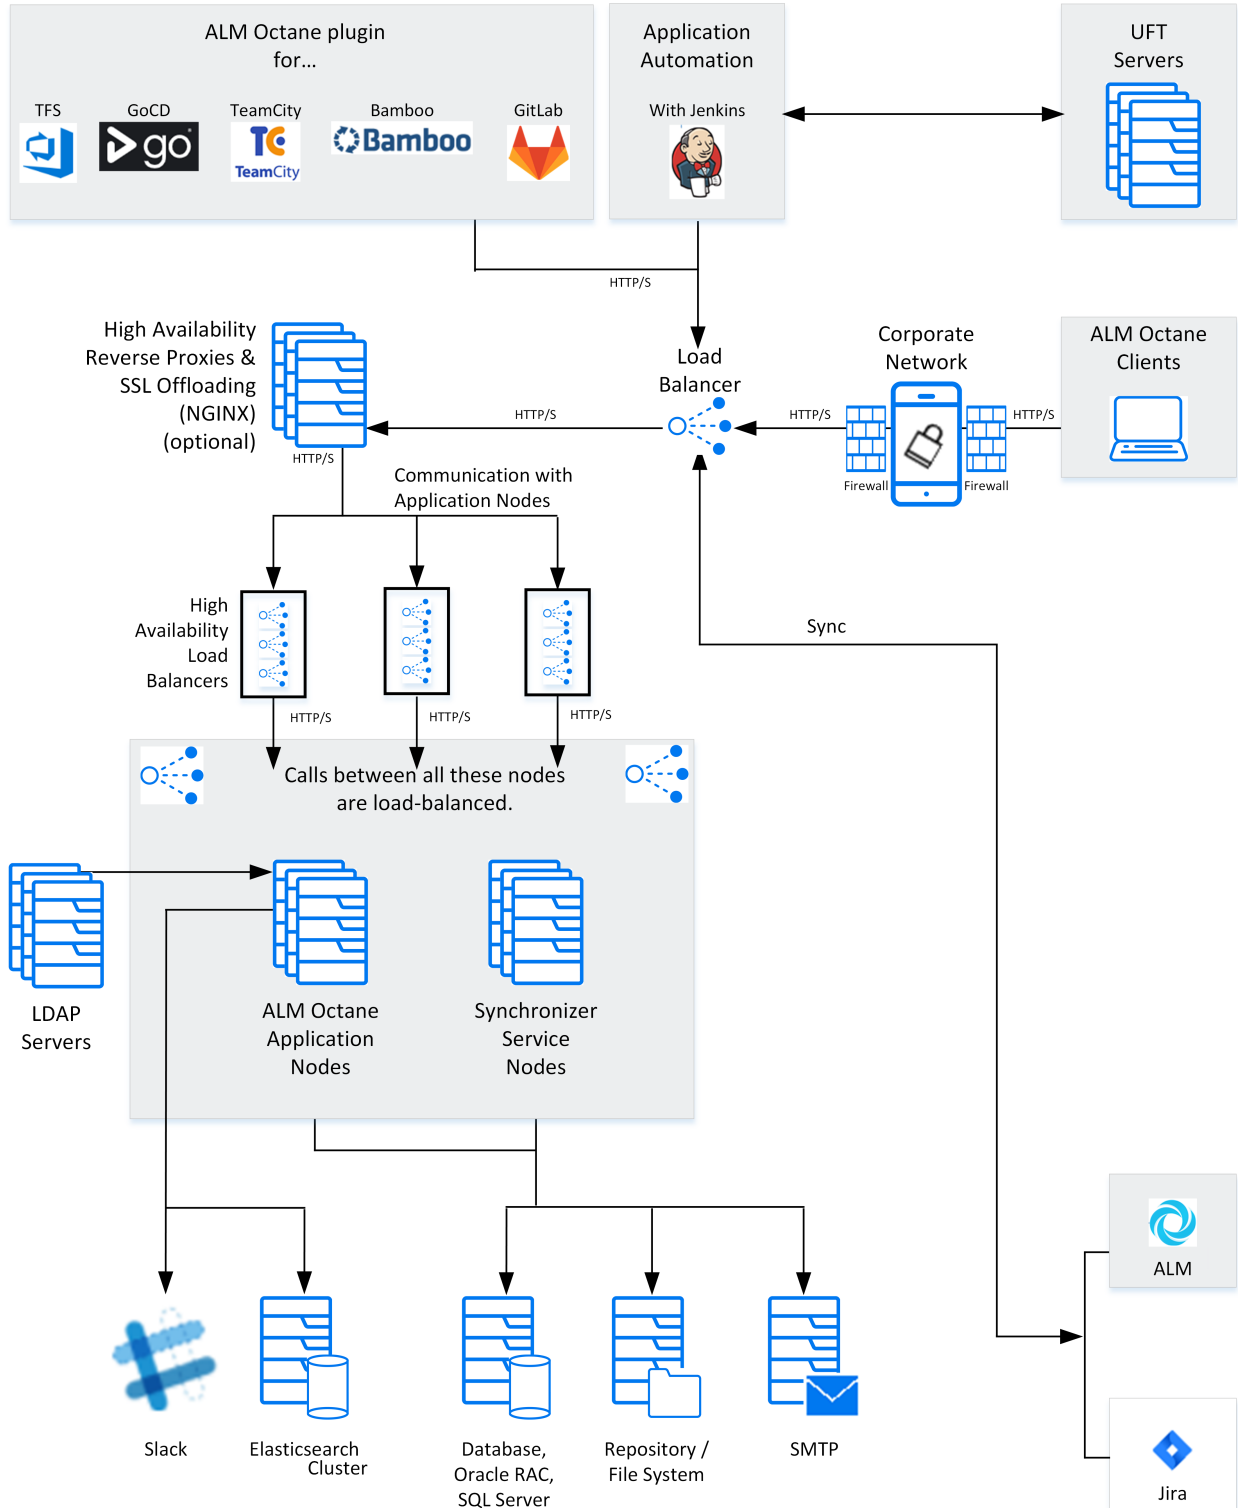 ALM Octane plugin
for...
TFS
GoCD
go
TeamCity
TC
TeamCity
Bamboo
Bamboo
GitLab
Application
Automation
With Jenkins
UFT
Servers
HTTP/S
High Availability
Reverse Proxies &
SSL Offloading
(NGINX)
(optional)
HTTP/S
HTTP/S
Load
Balancer
HTTP/S
Corporate
Network
Firewall
Firewall
HTTP/S
ALM Octane
Clients
Communication with
Application Nodes
High
Availability
Load
Balancers
HTTP/S
HTTP/S
HTTP/S
Sync
Calls between all these nodes
are load-balanced.
LDAP
Servers
ALM Octane
Application
Nodes
Synchronizer
Service
Nodes
ALM
Jira
Slack
Elasticsearch
Cluster
Database,
Oracle RAC,
SQL Server
Repository /
File System
SMTP